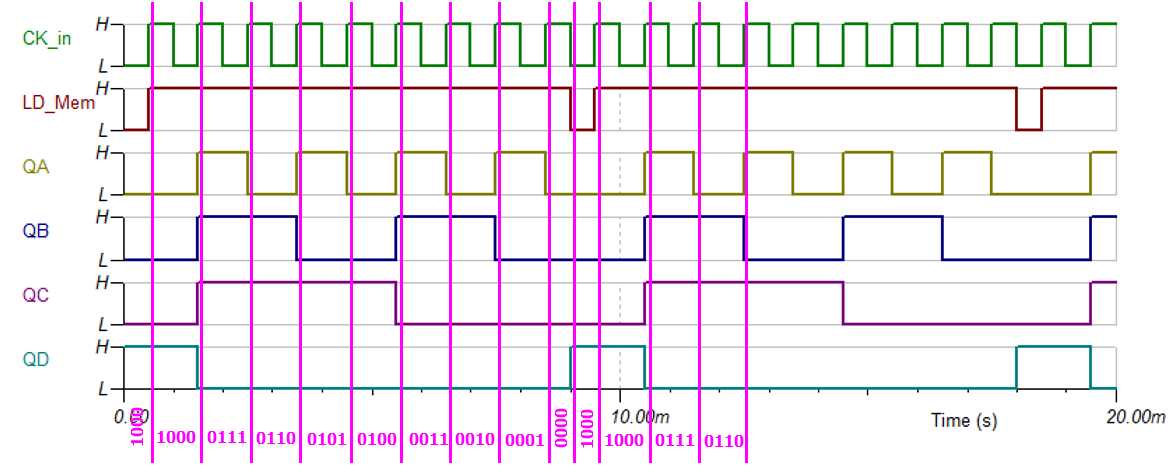 CK_in H
L
LD_Mem H
L
QA H
L
QB H
L
QC H
L
QD H
L
0.00 10.00m Time (s) 20.00m
1000 1000 0111 0110 0101 0100 0011 0010 0001 0000 1000 1000 0111 0110